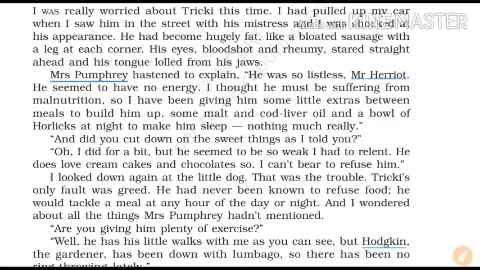 I WAS really worried about Tricki this time. I had pulled up my car
when I saw him in the street with his mistress and I was shocked at
his appearance. He had become hugely fat, like a bloated sausage with
a leg at each corner. His eyes, bloodshot and rheumy, stared straight
ahead and his tongue lolled from his jaws.
Mrs Pumphrey hastened to explain, “He was so listless, Mr Herriot.
He seemed to have no energy. I thought he must be suffering from
malnutrition, so I have been giving him some little extras between
meals to build him up, some malt and cod-liver oil and a bowl of
Horlicks at night to make him sleep — nothing much really.”
“And did you cut down on the sweet things as I told you?”
“Oh, I did for a bit, but he seemed to be so weak I had to relent. He
does love cream cakes and chocolates so. I can’t bear to refuse him.”
I looked down again at the little dog. That was the trouble. Tricki’s
only fault was greed. He had never been known to refuse food; he
would tackle a meal at any hour of the day or night. And I wondered
about all the things Mrs Pumphrey hadn’t mentioned.
“Are you giving him plenty of exercise?”
“Well, he has his little walks with me as you can see, but Hodgkin,
the gardener, has been down with lumbago, so there has been no
ring-throwing lately.”